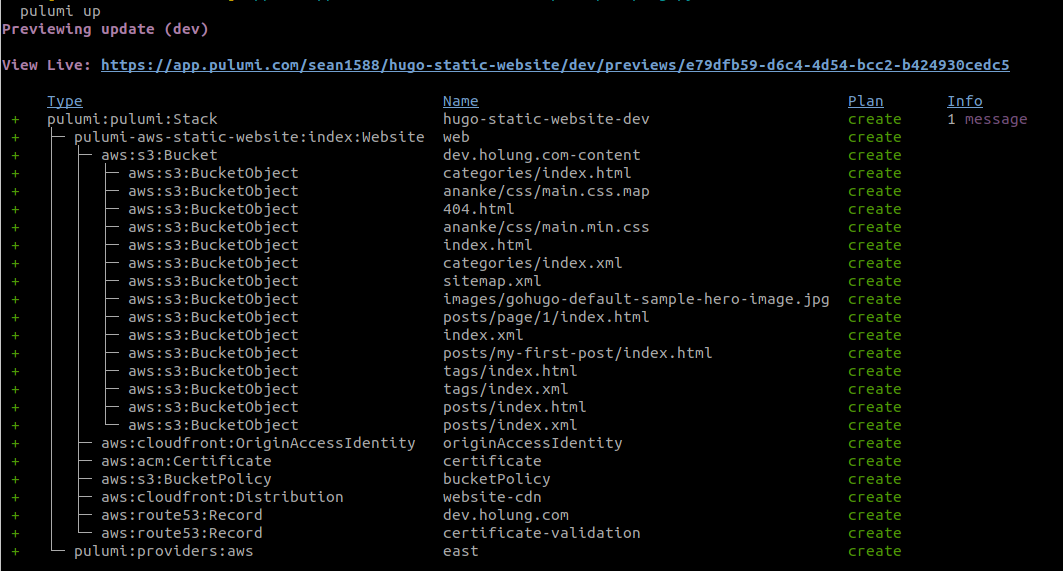 pulumi up
Previewing update (dev)
View Live: https://app.pulumi.com/sean1588/hugo-static-website/dev/previews/e79dfb59-d6c4-4d54-bcc2-b424930cedc5
Type Name Plan Info
+ pulumi:pulumi:Stack hugo-static-website-dev create 1 message
+ ├─ pulumi-aws-static-website:index:Website web create
+ │ ├─ aws:s3:Bucket dev.holung.com-content create
+ │ │ ├─ aws:s3:BucketObject categories/index.html create
+ │ │ ├─ aws:s3:BucketObject ananke/css/main.css.map create
+ │ │ ├─ aws:s3:BucketObject 404.html create
+ │ │ ├─ aws:s3:BucketObject ananke/css/main.min.css create
+ │ │ ├─ aws:s3:BucketObject index.html create
+ │ │ ├─ aws:s3:BucketObject categories/index.xml create
+ │ │ ├─ aws:s3:BucketObject sitemap.xml create
+ │ │ ├─ aws:s3:BucketObject images/gohugo-default-sample-hero-image.jpg create
+ │ │ ├─ aws:s3:BucketObject posts/page/1/index.html create
+ │ │ ├─ aws:s3:BucketObject index.xml create
+ │ │ ├─ aws:s3:BucketObject posts/my-first-post/index.html create
+ │ │ ├─ aws:s3:BucketObject tags/index.html create
+ │ │ ├─ aws:s3:BucketObject tags/index.xml create
+ │ │ ├─ aws:s3:BucketObject posts/index.html create
+ │ │ └─ aws:s3:BucketObject posts/index.xml create
+ │ ├─ aws:cloudfront:OriginAccessIdentity originAccessIdentity create
+ │ ├─ aws:acm:Certificate certificate create
+ │ ├─ aws:s3:BucketPolicy bucketPolicy create
+ │ ├─ aws:cloudfront:Distribution website-cdn create
+ │ ├─ aws:route53:Record dev.holung.com create
+ │ └─ aws:route53:Record certificate-validation create
+ └─ pulumi:providers:aws east create